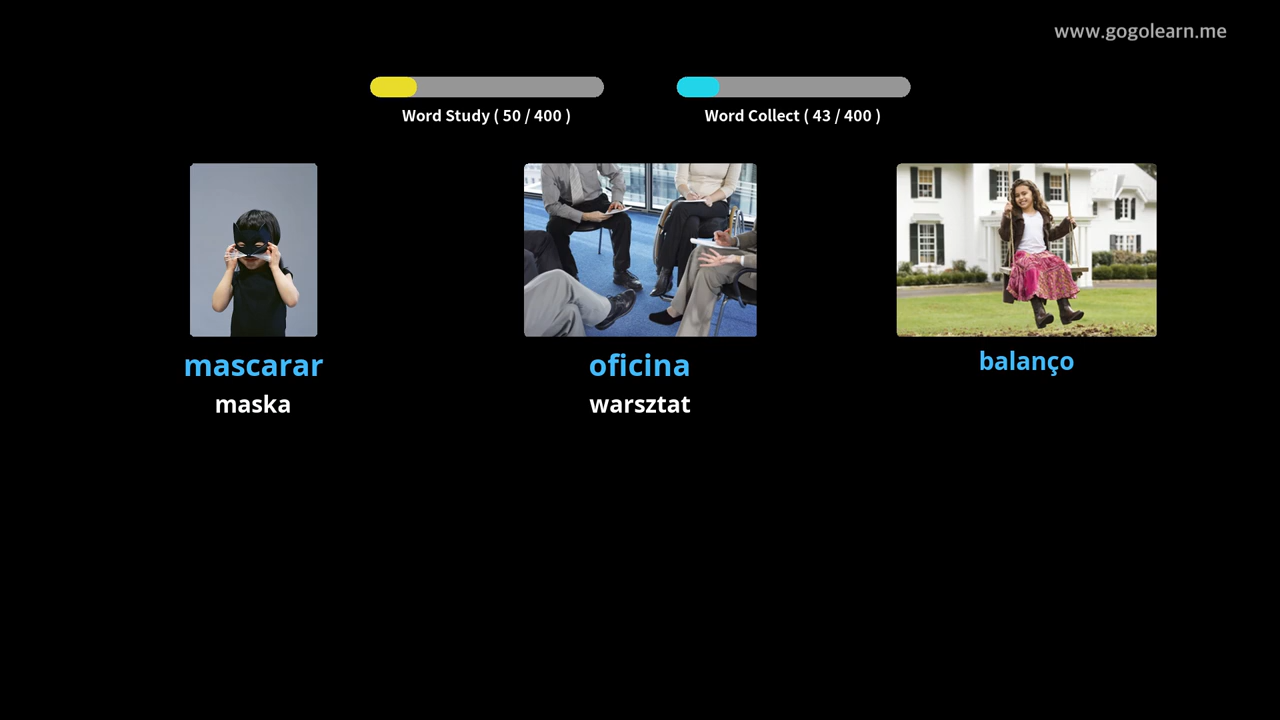 www.gogolearn.me
Word Study ( 50 / 400 )
Word Collect ( 43 / 400 )
mascarar
maska
oficina
warsztat
balanço